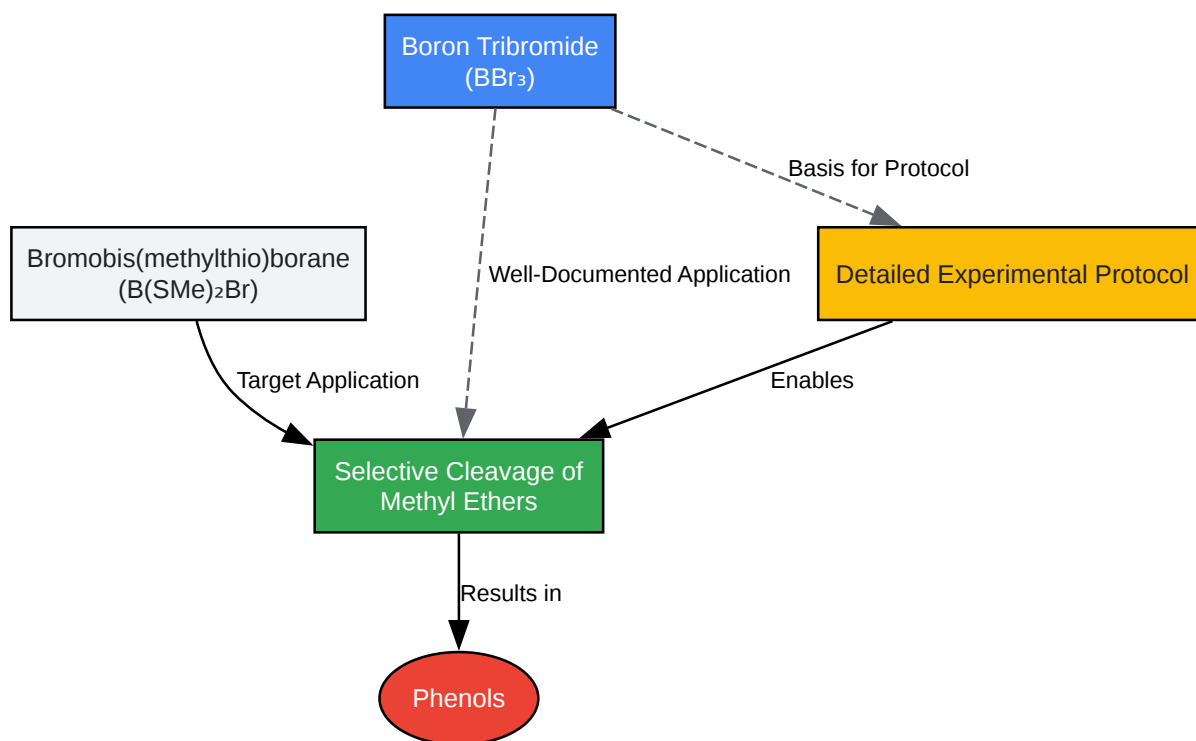 Boron Tribromide
(BBr₃)
Basis for Protocol
Bromobis(methylthio)borane
(B(SMe)₂Br)
Well-Documented Application
Detailed Experimental Protocol
Target Application
Enables
Selective Cleavage of
Methyl Ethers
Results in
Phenols